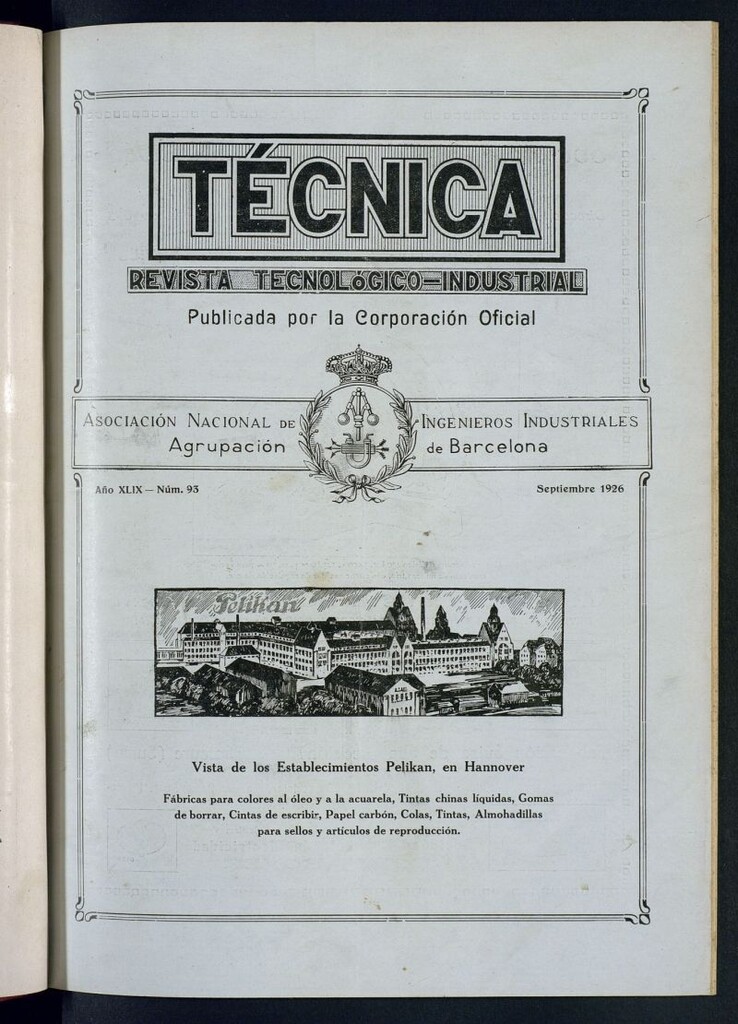 TÉCNICA
REVISTA TECNOLÓGICO-INDUSTRIAL
Publicada por la Corporación Oficial
ASOCIACIÓN NACIONAL DE INGENIEROS INDUSTRIALES
Agrupación de Barcelona
Año XLIX — Núm. 93
Septiembre 1926
Pelikan
Vista de los Establecimientos Pelikan, en Hannover
Fábricas para colores al óleo y a la acuarela, Tintas chinas líquidas, Gomas
de borrar, Cintas de escribir, Papel carbón, Colas, Tintas, Almohadillas
para sellos y artículos de reproducción.